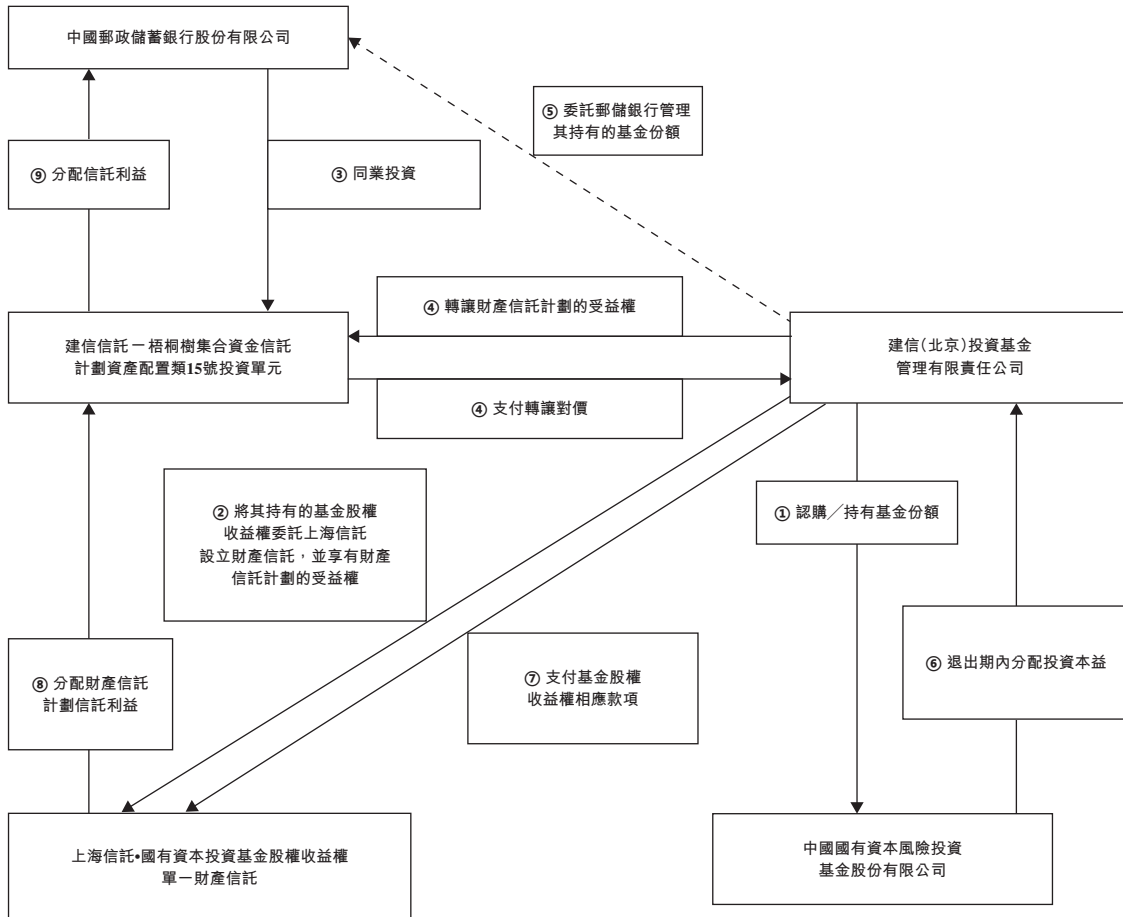 中國郵政儲蓄銀行股份有限公司
⑤ 委託郵儲銀行管理
其持有的基金份額
⑨ 分配信託利益
③ 同業投資
④ 轉讓財產信託計劃的受益權
建信信託－梧桐樹集合資金信託
計劃資產配置類15號投資單元
建信(北京)投資基金
管理有限責任公司
④ 支付轉讓對價
② 將其持有的基金股權
收益權委託上海信託
設立財產信託，並享有財產
信託計劃的受益權
① 認購／持有基金份額
⑧ 分配財產信託
計劃信託利益
⑦ 支付基金股權
收益權相應款項
⑥ 退出期內分配投資本益
上海信託•國有資本投資基金股權收益權
單一財產信託
中國國有資本風險投資
基金股份有限公司